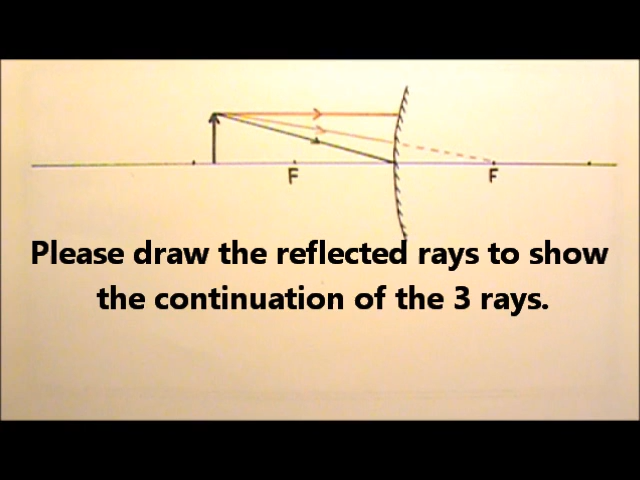 F
F
Please draw the reflected rays to show
the continuation of the 3 rays.